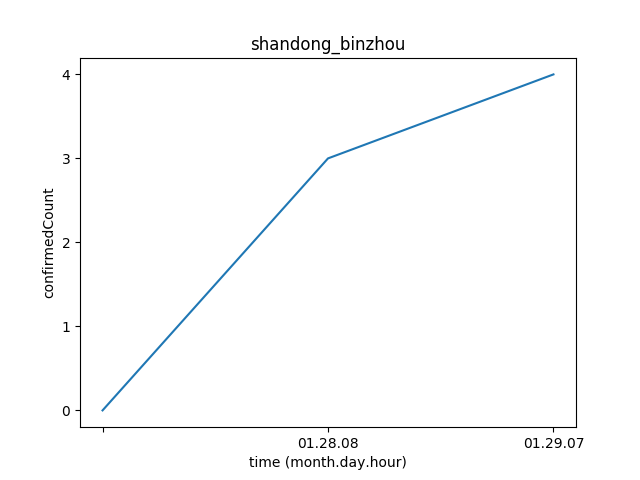 shandong_binzhou
4
3
2
1
0
confirmedCount
01.28.08
01.29.07
time (month.day.hour)